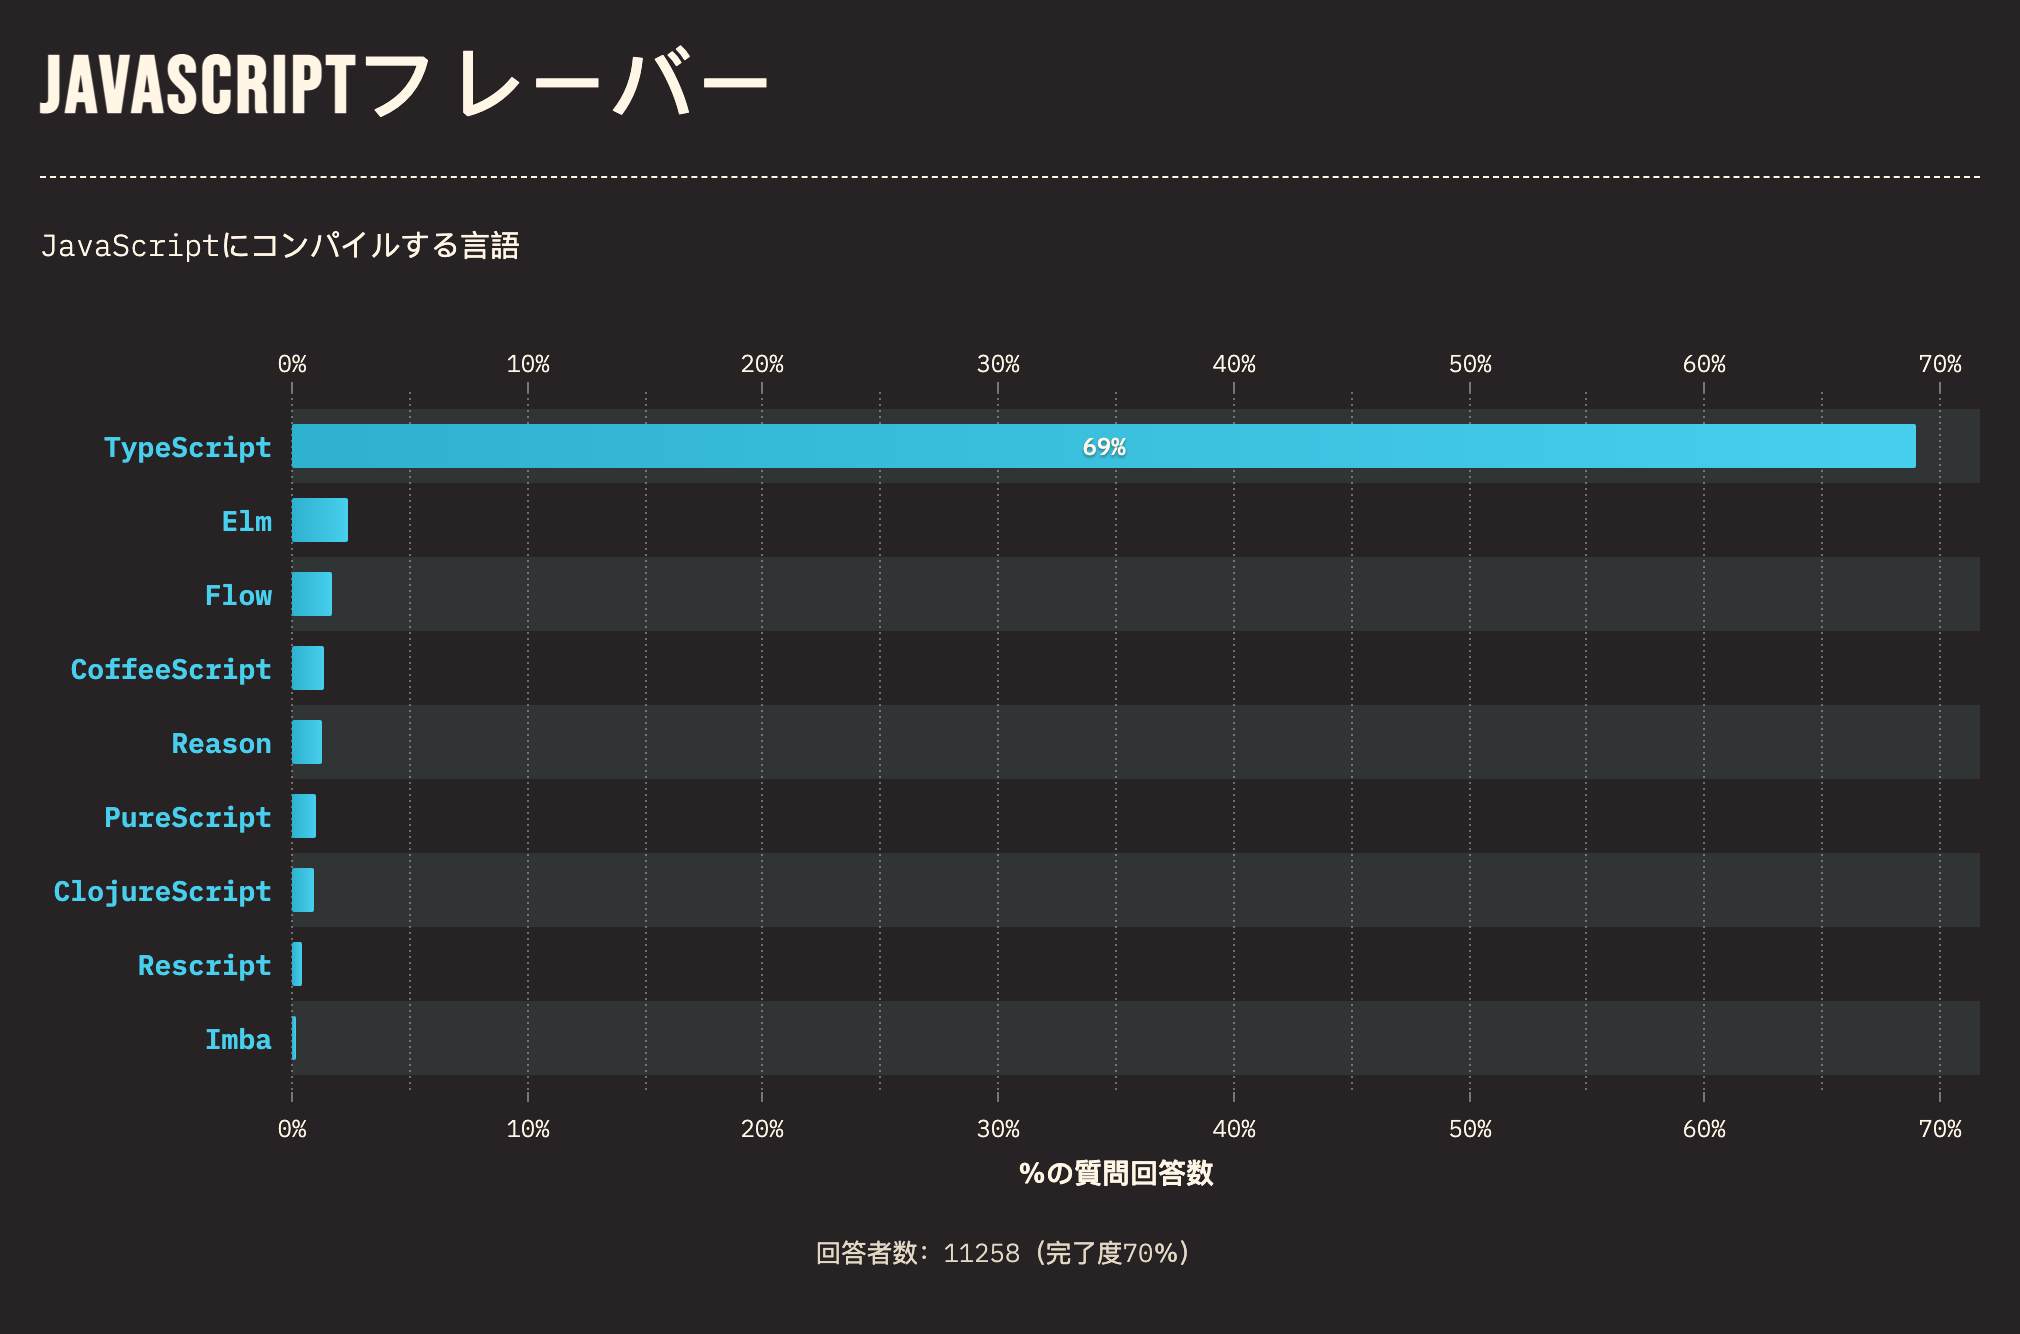 JAVASCRIPTフレーバー
JavaScriptにコンパイルする言語
0% 10% 20% 30% 40% 50% 60% 70%
TypeScript 69%
Elm
Flow
CoffeeScript
Reason
PureScript
ClojureScript
Rescript
Imba
0% 10% 20% 30% 40% 50% 60% 70%
%の質問回答数
回答者数: 11258 (完了度70%)